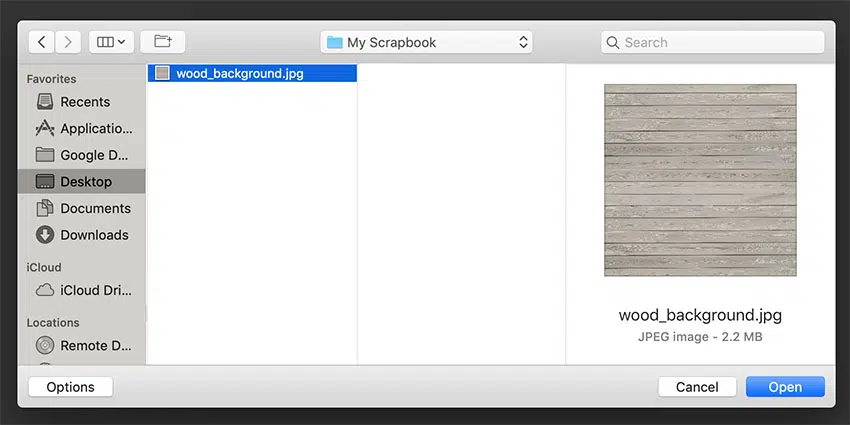 My Scrapbook
Search
Favorites
Recents
Applicatio...
Google D...
Desktop
Documents
Downloads
iCloud
iCloud Dri...
Locations
Remote D...
wood_background.jpg
wood_background.jpg
JPEG image - 2.2 MB
Options
Cancel
Open